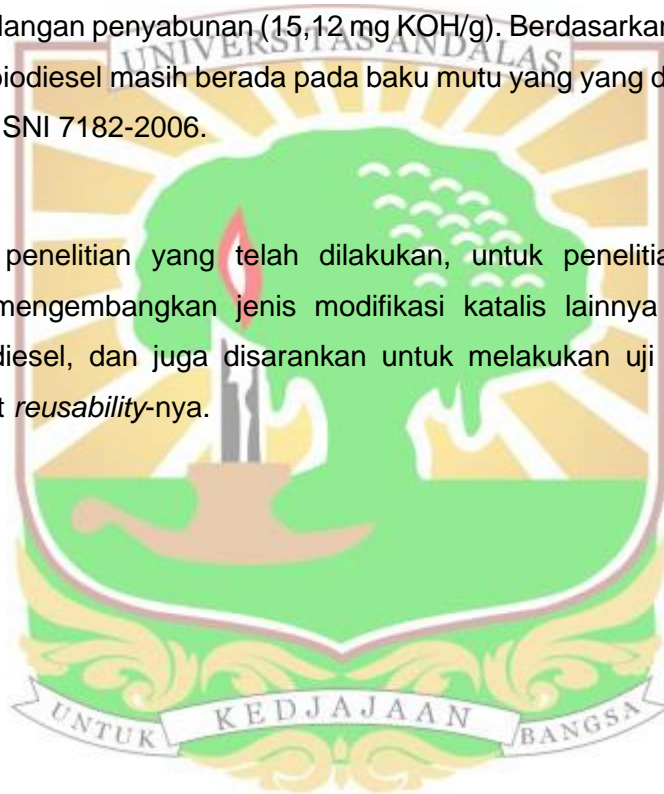 langan penyabunan (15,12 mg KOH/g). Berdasarkan
UNIVERSITAS ANDALAS
biodiesel masih berada pada baku mutu yang yang d
SNI 7182-2006.
penelitian yang telah dilakukan, untuk penelitia
mengembangkan jenis modifikasi katalis lainnya
diesel, dan juga disarankan untuk melakukan uji
t reusability-nya.
UNTUK KEDJAJAAN BANGSA